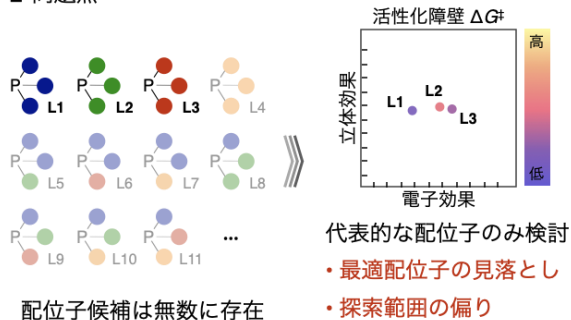 活性化障壁 ΔG‡
高
低
立体効果
電子効果
L1
L2
L3
P
L1
P
L2
P
L3
P
L4
P
L5
P
L6
P
L7
P
L8
P
L9
P
L10
P
L11
...
配位子候補は無数に存在
代表的な配位子のみ検討
・最適配位子の見落とし
・探索範囲の偏り